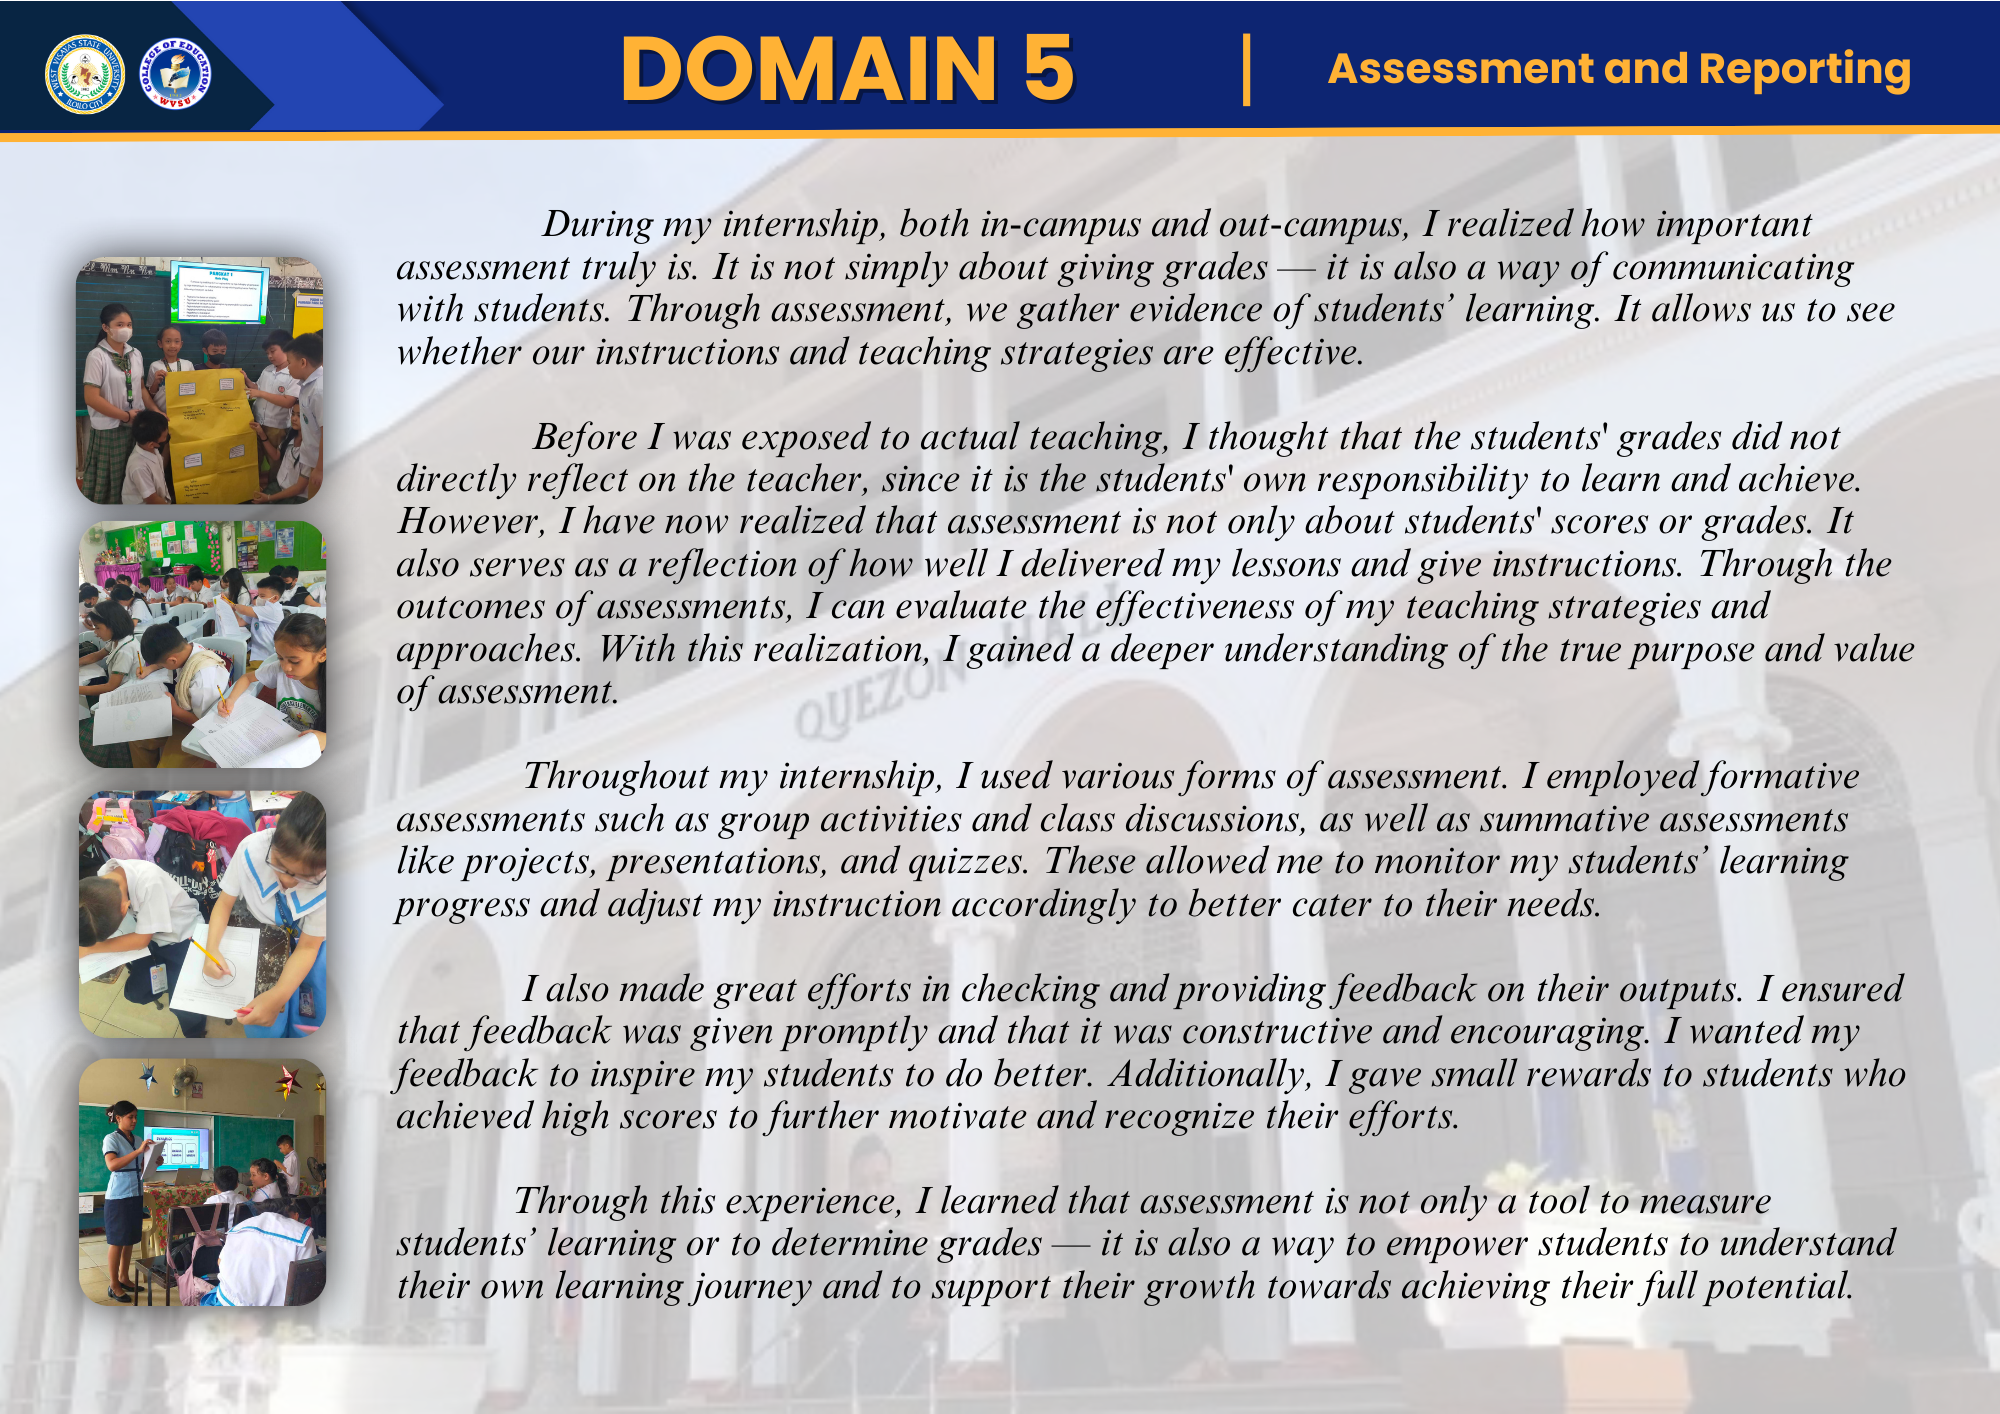 WEST VISAYAS STATE UNIVERSITY
ILOILO CITY
COLLEGE OF EDUCATION
WVSU
DOMAIN 5
Assessment and Reporting
During my internship, both in-campus and out-campus, I realized how important
assessment truly is. It is not simply about giving grades — it is also a way of communicating
with students. Through assessment, we gather evidence of students’ learning. It allows us to see
whether our instructions and teaching strategies are effective.
Before I was exposed to actual teaching, I thought that the students' grades did not
directly reflect on the teacher, since it is the students' own responsibility to learn and achieve.
However, I have now realized that assessment is not only about students' scores or grades. It
also serves as a reflection of how well I delivered my lessons and give instructions. Through the
outcomes of assessments, I can evaluate the effectiveness of my teaching strategies and
approaches. With this realization, I gained a deeper understanding of the true purpose and value
of assessment.
QUEZON HALL
Throughout my internship, I used various forms of assessment. I employed formative
assessments such as group activities and class discussions, as well as summative assessments
like projects, presentations, and quizzes. These allowed me to monitor my students’ learning
progress and adjust my instruction accordingly to better cater to their needs.
I also made great efforts in checking and providing feedback on their outputs. I ensured
that feedback was given promptly and that it was constructive and encouraging. I wanted my
feedback to inspire my students to do better. Additionally, I gave small rewards to students who
achieved high scores to further motivate and recognize their efforts.
Through this experience, I learned that assessment is not only a tool to measure
students’ learning or to determine grades — it is also a way to empower students to understand
their own learning journey and to support their growth towards achieving their full potential.